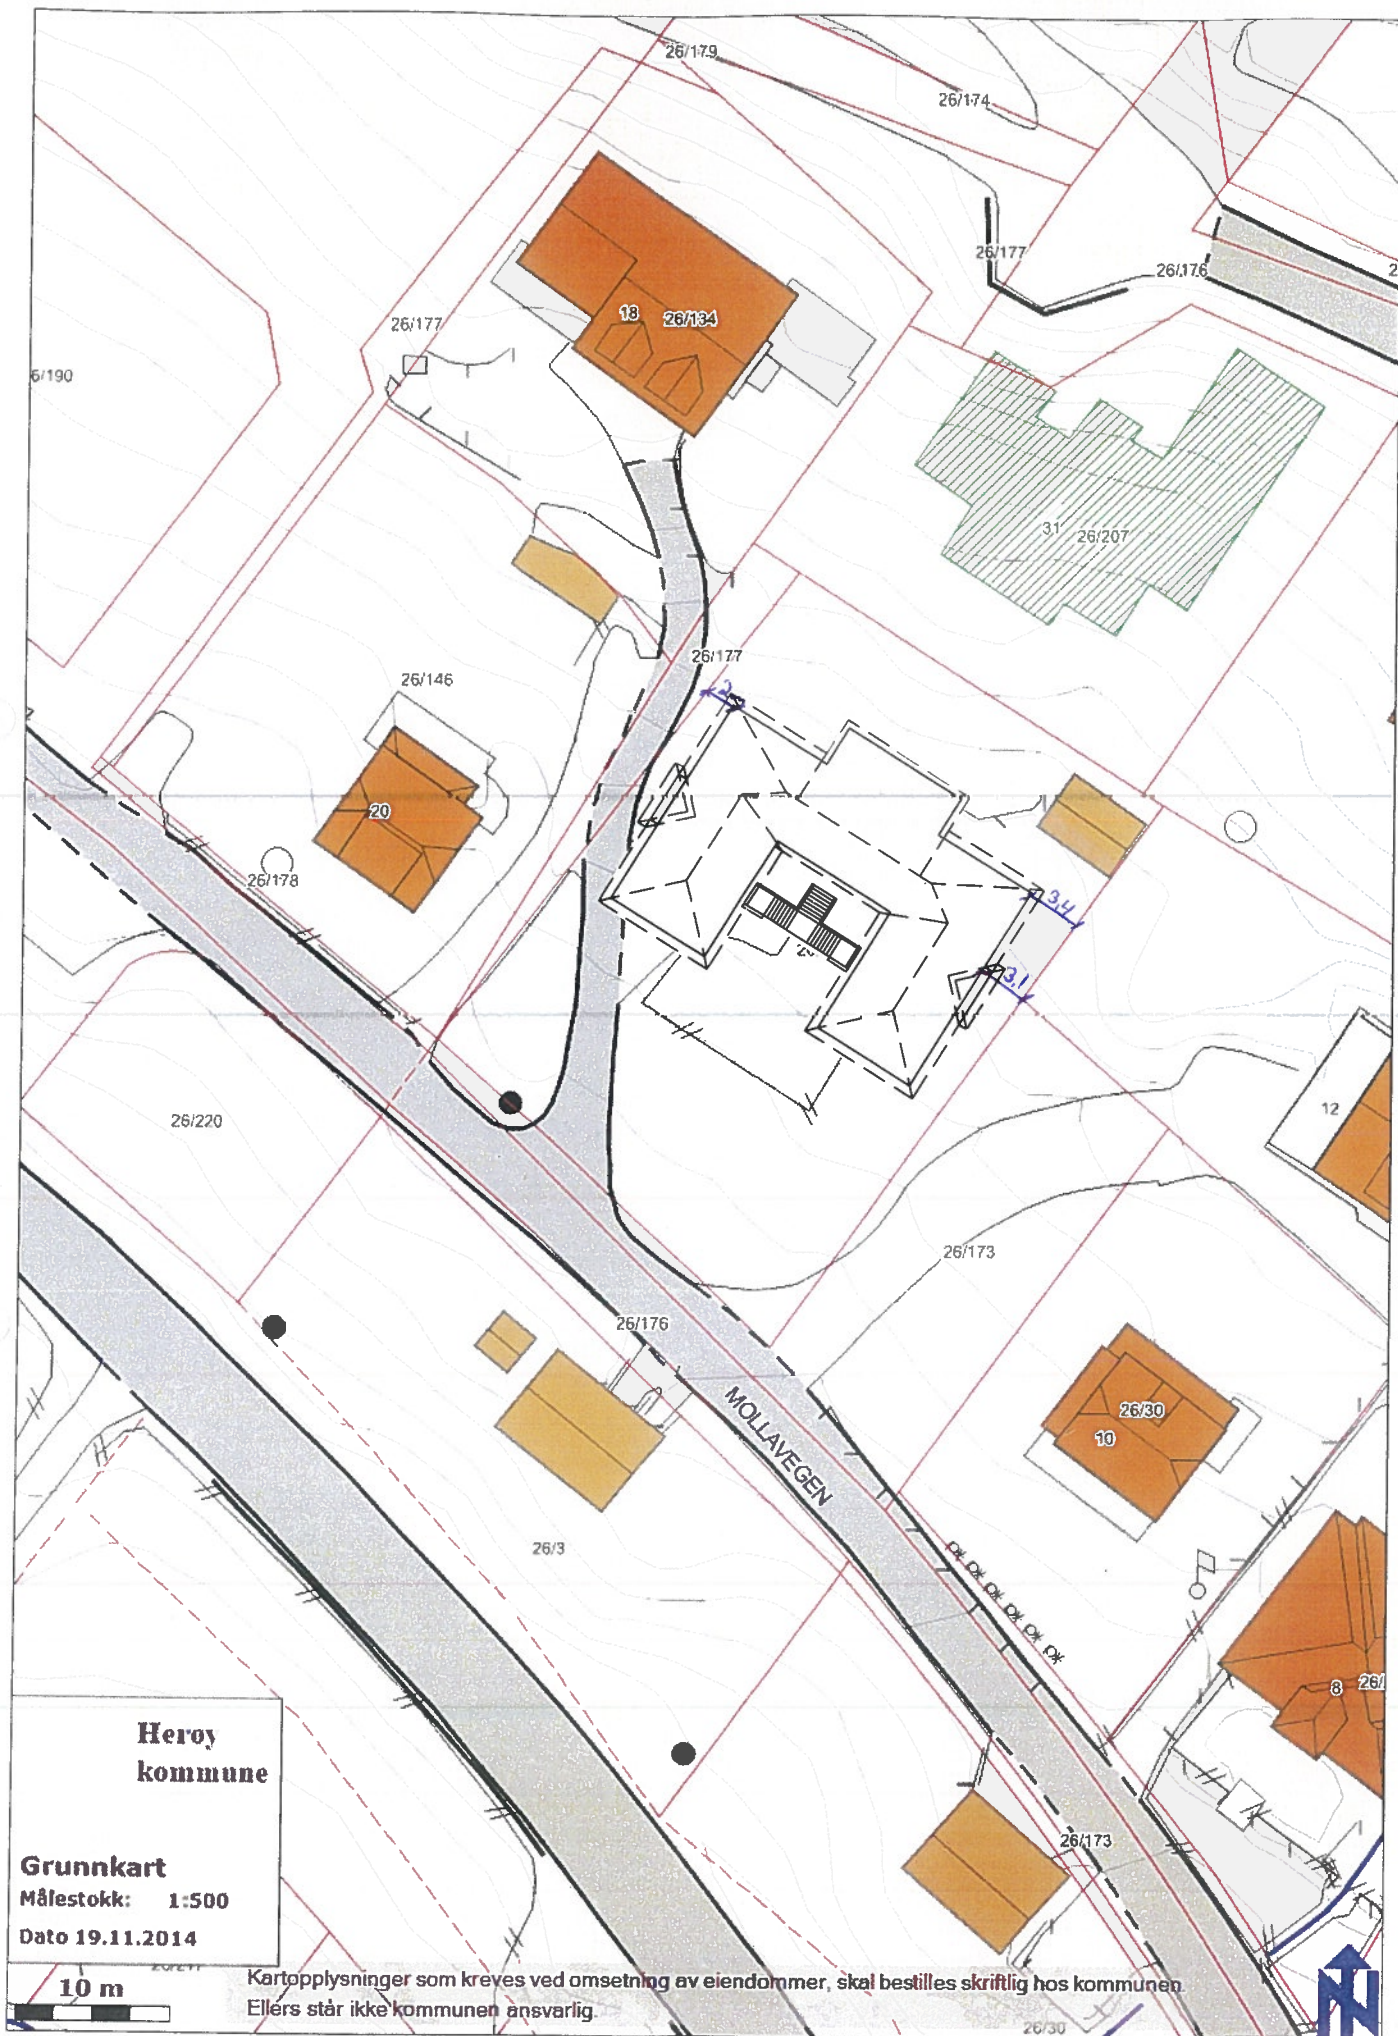 26/179
26/174
26/177
26/176
18 26/134
26/177
6/190
31 26/207
26/177
2
26/146
20
3,4
26/178
3,1
12
26/220
26/173
26/176
MOLLAVEGEN
26/30
10
26/3
8 26/
Herøy
kommune
26/173
Grunnkart
Målestokk: 1:500
Dato 19.11.2014
10 m
Kartopplysninger som kreves ved omsetning av eiendommer, skal bestilles skriftlig hos kommunen.
Ellers står ikke kommunen ansvarlig.
26/30
N